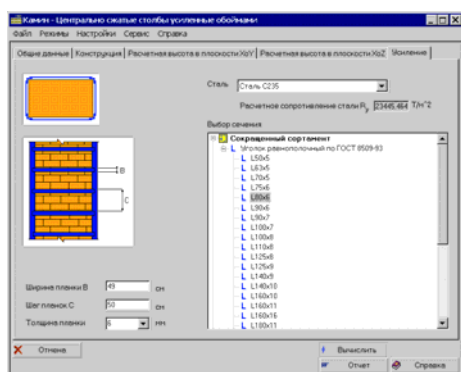 Камин - Центрально сжатые столбы усиленные обоймами
Файл Режимы Настройки Сервис Справка
Общие данные Конструкция Расчетная высота в плоскости XoY Расчетная высота в плоскости XoZ Усиление
Сталь Сталь С235
Расчетное сопротивление стали Ry 23445,464 Т/м^2
Выбор сечения
Сокращенный сортамент
Уголок равнополочный по ГОСТ 8509-93
L50x5
L63x5
L70x5
L75x6
L80x6
L90x6
L90x7
L100x7
L100x8
L110x8
L125x8
L125x9
L140x9
L140x10
L160x10
L160x11
L160x16
L180x11
B
C
Ширина планки B 49 см
Шаг планок C 50 см
Толщина планки 6 мм
Отмена
Вычислить
Отчет
Справка